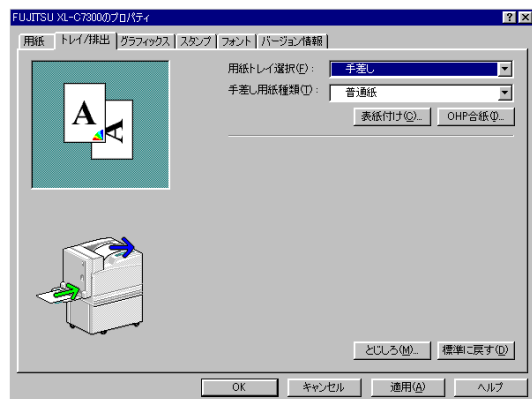 FUJITSU XL-C7300のプロパティ
用紙 トレイ/排出 グラフィックス スタンプ フォント バージョン情報
用紙トレイ選択(F): 手差し
手差し用紙種類(T): 普通紙
表紙付け(C)... OHP合紙(I)...
A
A
とじしろ(M)... 標準に戻す(D)
OK キャンセル 適用(A) ヘルプ